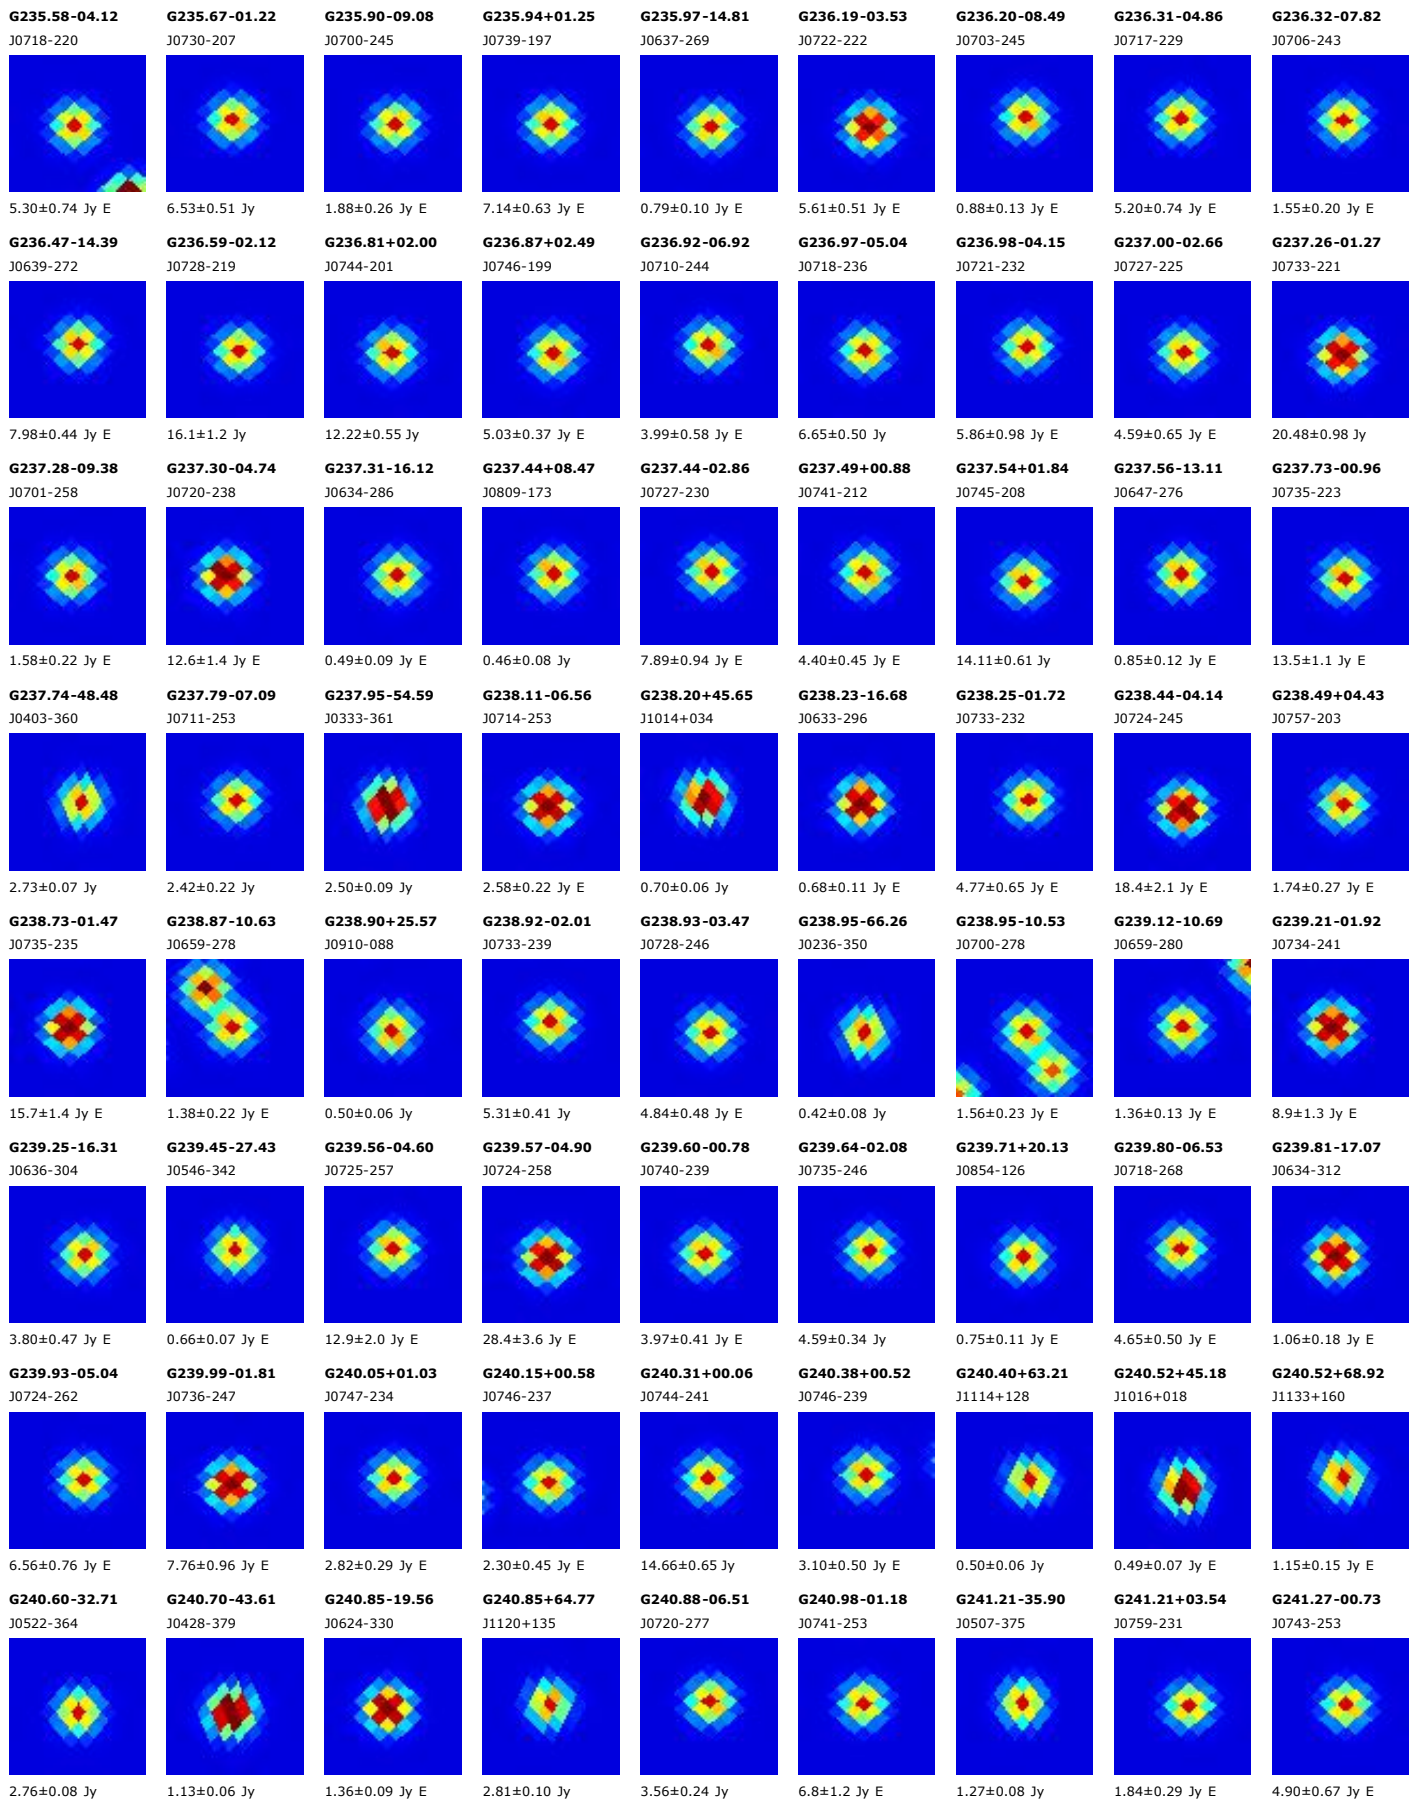 G235.58-04.12 G235.67-01.22 G235.90-09.08 G235.94+01.25 G235.97-14.81 G236.19-03.53 G236.20-08.49 G236.31-04.86 G236.32-07.82
J0718-220 J0730-207 J0700-245 J0739-197 J0637-269 J0722-222 J0703-245 J0717-229 J0706-243
5.30±0.74 Jy E 6.53±0.51 Jy 1.88±0.26 Jy E 7.14±0.63 Jy E 0.79±0.10 Jy E 5.61±0.51 Jy E 0.88±0.13 Jy E 5.20±0.74 Jy E 1.55±0.20 Jy E
G236.47-14.39 G236.59-02.12 G236.81+02.00 G236.87+02.49 G236.92-06.92 G236.97-05.04 G236.98-04.15 G237.00-02.66 G237.26-01.27
J0639-272 J0728-219 J0744-201 J0746-199 J0710-244 J0718-236 J0721-232 J0727-225 J0733-221
7.98±0.44 Jy E 16.1±1.2 Jy 12.22±0.55 Jy 5.03±0.37 Jy E 3.99±0.58 Jy E 6.65±0.50 Jy 5.86±0.98 Jy E 4.59±0.65 Jy E 20.48±0.98 Jy
G237.28-09.38 G237.30-04.74 G237.31-16.12 G237.44+08.47 G237.44-02.86 G237.49+00.88 G237.54+01.84 G237.56-13.11 G237.73-00.96
J0701-258 J0720-238 J0634-286 J0809-173 J0727-230 J0741-212 J0745-208 J0647-276 J0735-223
1.58±0.22 Jy E 12.6±1.4 Jy E 0.49±0.09 Jy E 0.46±0.08 Jy 7.89±0.94 Jy E 4.40±0.45 Jy E 14.11±0.61 Jy 0.85±0.12 Jy E 13.5±1.1 Jy E
G237.74-48.48 G237.79-07.09 G237.95-54.59 G238.11-06.56 G238.20+45.65 G238.23-16.68 G238.25-01.72 G238.44-04.14 G238.49+04.43
J0403-360 J0711-253 J0333-361 J0714-253 J1014+034 J0633-296 J0733-232 J0724-245 J0757-203
2.73±0.07 Jy 2.42±0.22 Jy 2.50±0.09 Jy 2.58±0.22 Jy E 0.70±0.06 Jy 0.68±0.11 Jy E 4.77±0.65 Jy E 18.4±2.1 Jy E 1.74±0.27 Jy E
G238.73-01.47 G238.87-10.63 G238.90+25.57 G238.92-02.01 G238.93-03.47 G238.95-66.26 G238.95-10.53 G239.12-10.69 G239.21-01.92
J0735-235 J0659-278 J0910-088 J0733-239 J0728-246 J0236-350 J0700-278 J0659-280 J0734-241
15.7±1.4 Jy E 1.38±0.22 Jy E 0.50±0.06 Jy 5.31±0.41 Jy 4.84±0.48 Jy E 0.42±0.08 Jy 1.56±0.23 Jy E 1.36±0.13 Jy E 8.9±1.3 Jy E
G239.25-16.31 G239.45-27.43 G239.56-04.60 G239.57-04.90 G239.60-00.78 G239.64-02.08 G239.71+20.13 G239.80-06.53 G239.81-17.07
J0636-304 J0546-342 J0725-257 J0724-258 J0740-239 J0735-246 J0854-126 J0718-268 J0634-312
3.80±0.47 Jy E 0.66±0.07 Jy E 12.9±2.0 Jy E 28.4±3.6 Jy E 3.97±0.41 Jy E 4.59±0.34 Jy 0.75±0.11 Jy E 4.65±0.50 Jy E 1.06±0.18 Jy E
G239.93-05.04 G239.99-01.81 G240.05+01.03 G240.15+00.58 G240.31+00.06 G240.38+00.52 G240.40+63.21 G240.52+45.18 G240.52+68.92
J0724-262 J0736-247 J0747-234 J0746-237 J0744-241 J0746-239 J1114+128 J1016+018 J1133+160
6.56±0.76 Jy E 7.76±0.96 Jy E 2.82±0.29 Jy E 2.30±0.45 Jy E 14.66±0.65 Jy 3.10±0.50 Jy E 0.50±0.06 Jy 0.49±0.07 Jy E 1.15±0.15 Jy E
G240.60-32.71 G240.70-43.61 G240.85-19.56 G240.85+64.77 G240.88-06.51 G240.98-01.18 G241.21-35.90 G241.21+03.54 G241.27-00.73
J0522-364 J0428-379 J0624-330 J1120+135 J0720-277 J0741-253 J0507-375 J0759-231 J0743-253
2.76±0.08 Jy 1.13±0.06 Jy 1.36±0.09 Jy E 2.81±0.10 Jy 3.56±0.24 Jy 6.8±1.2 Jy E 1.27±0.08 Jy 1.84±0.29 Jy E 4.90±0.67 Jy E